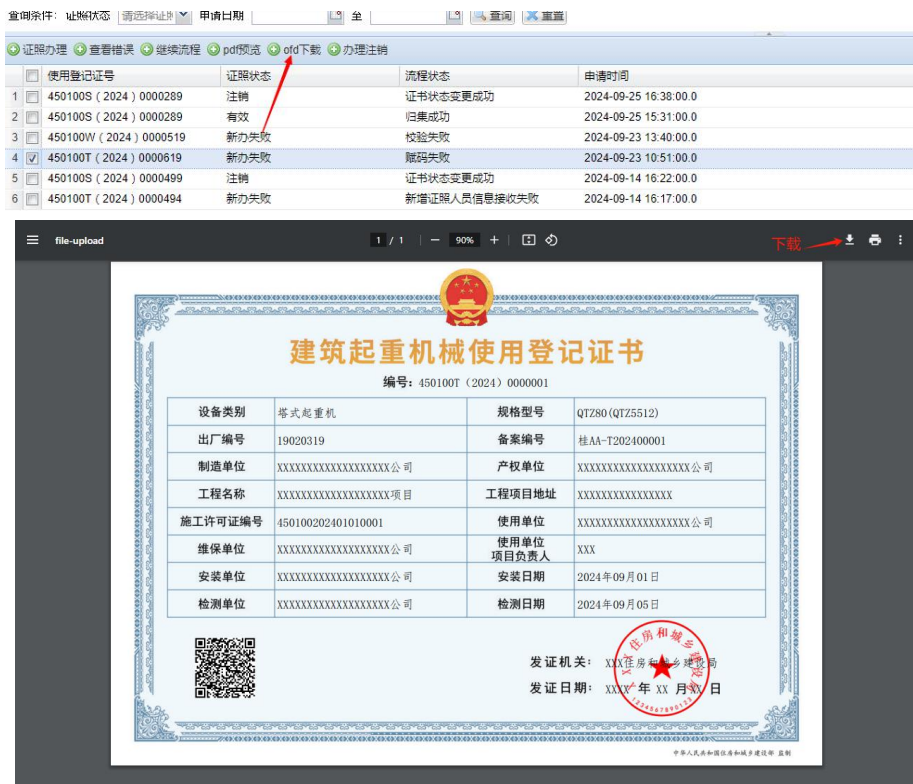 查询条件: 证照状态 请选择证照 申请日期 至 查询 重置
证照办理 查看错误 继续流程 pdf预览 ofd下载 办理注销
使用登记证号 证照状态 流程状态 申请时间
1 450100S(2024)0000289 注销 证书状态变更成功 2024-09-25 16:38:00.0
2 450100S(2024)0000289 有效 归集成功 2024-09-25 15:31:00.0
3 450100W(2024)0000519 新办失败 校验失败 2024-09-23 13:40:00.0
4 450100T(2024)0000619 新办失败 赋码失败 2024-09-23 10:51:00.0
5 450100S(2024)0000499 注销 证书状态变更成功 2024-09-14 16:22:00.0
6 450100T(2024)0000494 新办失败 新增证照人员信息接收失败 2024-09-14 16:17:00.0
file-upload 1 / 1 — 90% + 下载
建筑起重机械使用登记证书
编号: 450100T(2024)0000001
设备类别 塔式起重机 规格型号 QTZ80(QTZ5512)
出厂编号 19020319 备案编号 桂AA-T202400001
制造单位 XXXXXXXXXXXXXXXXXXX公司 产权单位 XXXXXXXXXXXXXXXXXXX公司
工程名称 XXXXXXXXXXXXXXXXXXX项目 工程项目地址 XXXXXXXXXXXXXXXX
施工许可证编号 450100202401010001 使用单位 XXXXXXXXXXXXXXXXXXX公司
维保单位 XXXXXXXXXXXXXXXXXXX公司 使用单位
项目负责人 XXX
安装单位 XXXXXXXXXXXXXXXXXXX公司 安装日期 2024年09月01日
检测单位 XXXXXXXXXXXXXXXXXXX公司 检测日期 2024年09月05日
发证机关: XXX住房和城乡建设局
发证日期: XXXX 年 XX 月 XX 日
XXX住房和城乡建设局
1234567890123
中华人民共和国住房和城乡建设部 监制